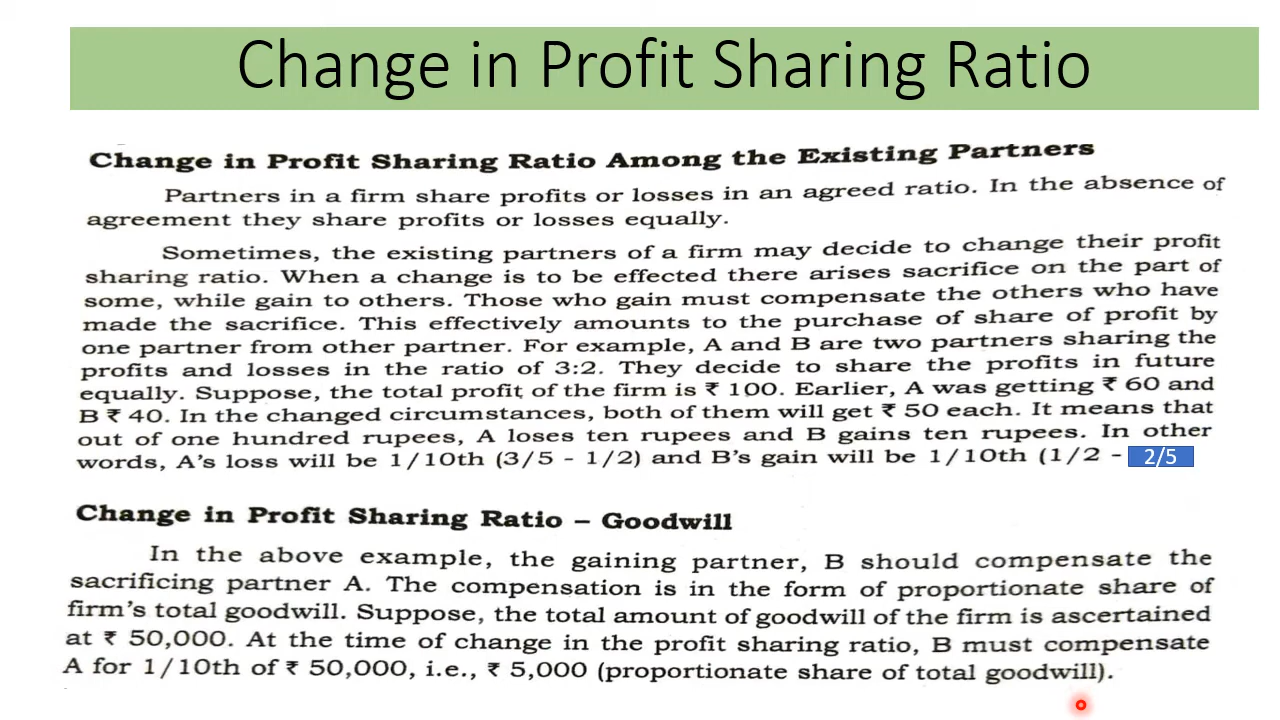 Change in Profit Sharing Ratio
Change in Profit Sharing Ratio Among the Existing Partners
Partners in a firm share profits or losses in an agreed ratio. In the absence of
agreement they share profits or losses equally.
Sometimes, the existing partners of a firm may decide to change their profit
sharing ratio. When a change is to be effected there arises sacrifice on the part of
some, while gain to others. Those who gain must compensate the others who have
made the sacrifice. This effectively amounts to the purchase of share of profit by
one partner from other partner. For example, A and B are two partners sharing the
profits and losses in the ratio of 3:2. They decide to share the profits in future
equally. Suppose, the total profit of the firm is ₹ 100. Earlier, A was getting ₹ 60 and
B ₹ 40. In the changed circumstances, both of them will get ₹ 50 each. It means that
out of one hundred rupees, A loses ten rupees and B gains ten rupees. In other
words, A's loss will be 1/10th (3/5 - 1/2) and B's gain will be 1/10th (1/2 - 2/5
Change in Profit Sharing Ratio – Goodwill
In the above example, the gaining partner, B should compensate the
sacrificing partner A. The compensation is in the form of proportionate share of
firm's total goodwill. Suppose, the total amount of goodwill of the firm is ascertained
at ₹ 50,000. At the time of change in the profit sharing ratio, B must compensate
A for 1/10th of ₹ 50,000, i.e., ₹ 5,000 (proportionate share of total goodwill).